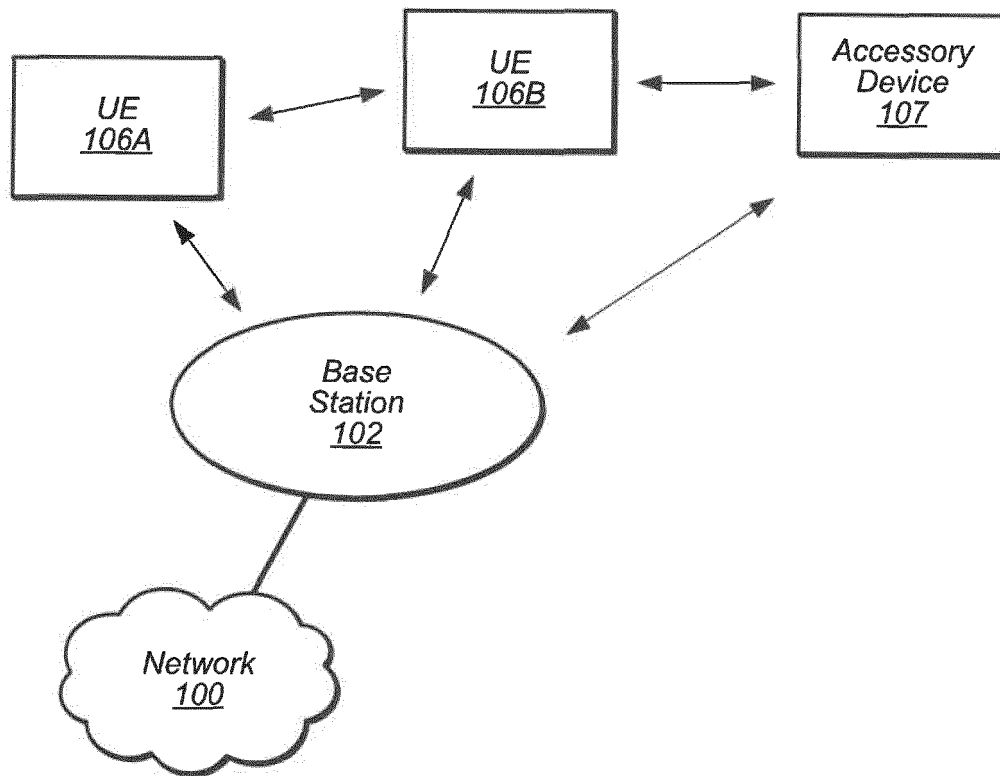 UE
106A
UE
106B
Accessory
Device
107
Base
Station
102
Network
100